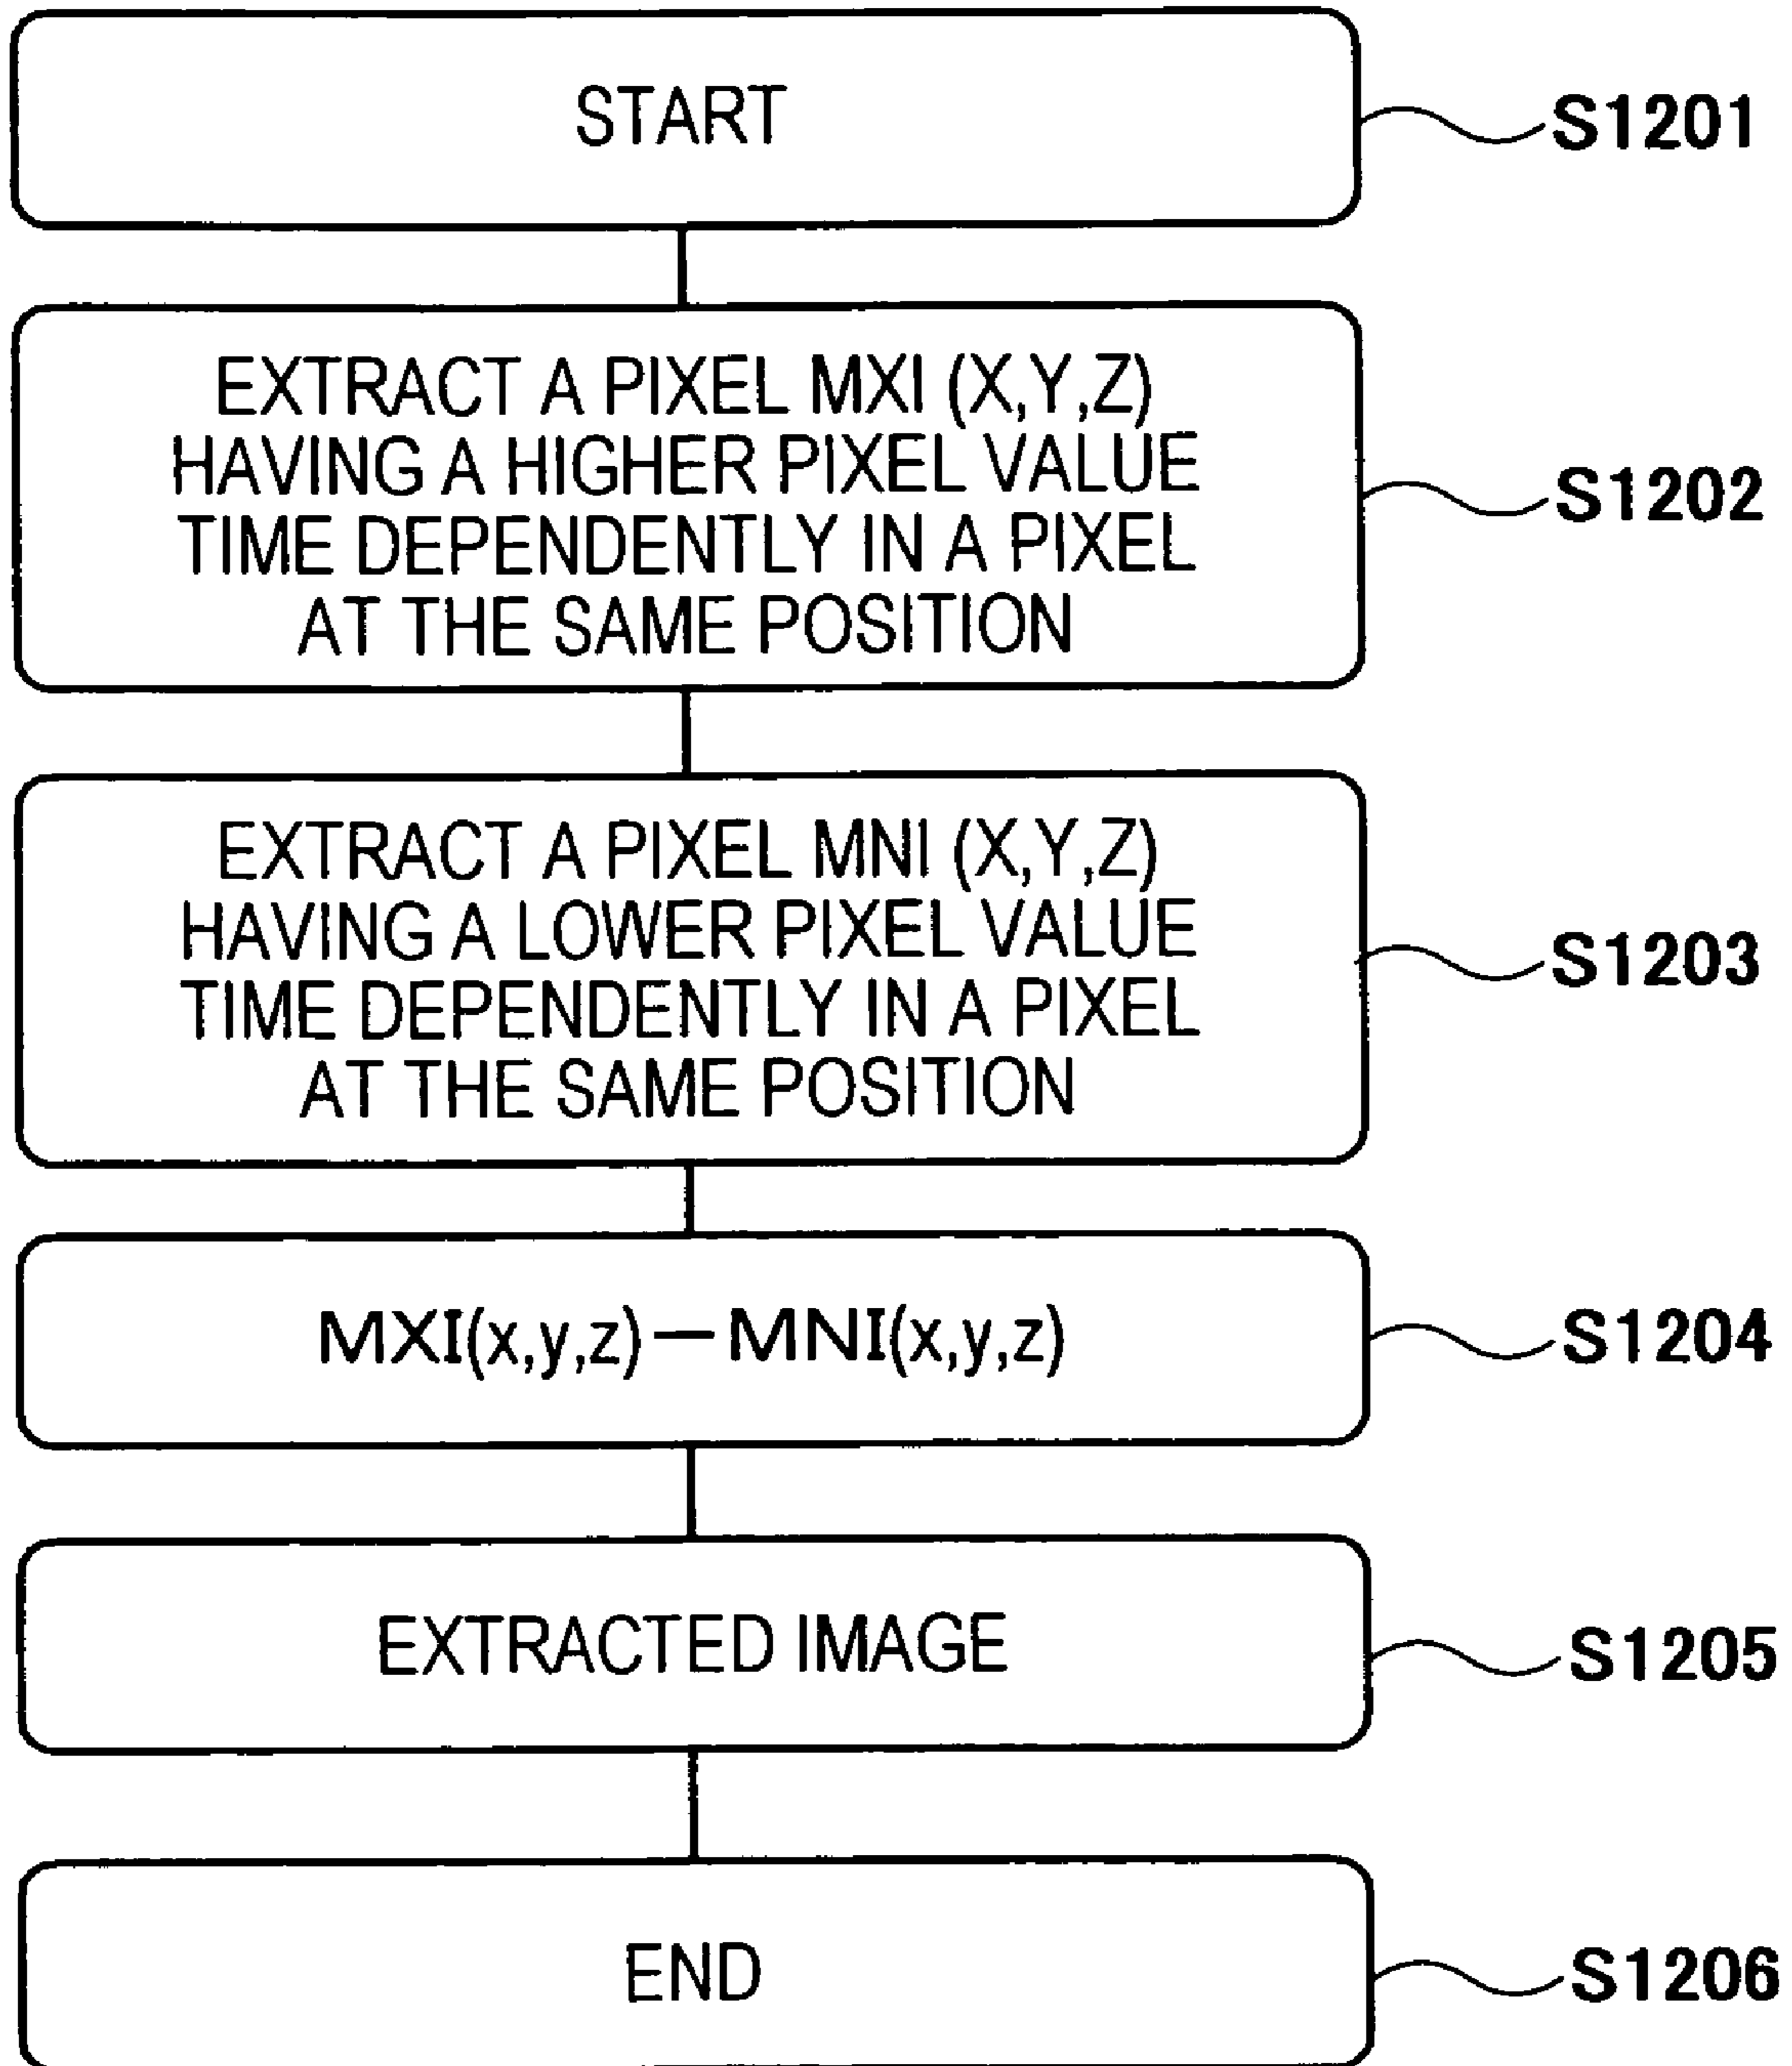 START
S1201
EXTRACT A PIXEL MXI (X,Y,Z)
HAVING A HIGHER PIXEL VALUE
TIME DEPENDENTLY IN A PIXEL
AT THE SAME POSITION
S1202
EXTRACT A PIXEL MNI (X,Y,Z)
HAVING A LOWER PIXEL VALUE
TIME DEPENDENTLY IN A PIXEL
AT THE SAME POSITION
S1203
MXI(x,y,z)—MNI(x,y,z)
S1204
EXTRACTED IMAGE
S1205
END
S1206